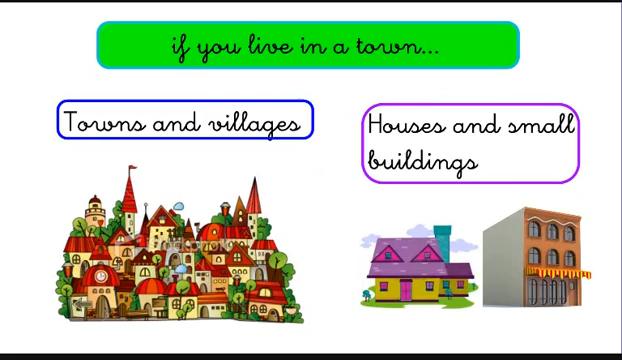 if you live in a town...
Towns and villages
Houses and small
buildings